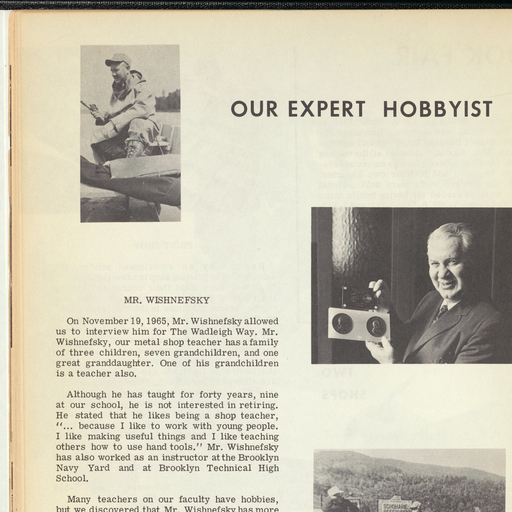 OUR EXPERT HOBBYIST
MR. WISHNEFSKY
On November 19, 1965, Mr. Wishnefsky allowed
us to interview him for The Wadleigh Way. Mr.
Wishnefsky, our metal shop teacher has a family
of three children, seven grandchildren, and one
great granddaughter. One of his grandchildren
is a teacher also.
Although he has taught for forty years, nine
at our school, he is not interested in retiring.
He stated that he likes being a shop teacher,
"... because I like to work with young people.
I like making useful things and I like teaching
others how to use hand tools." Mr. Wishnefsky
has also worked as an instructor at the Brooklyn
Navy Yard and at Brooklyn Technical High
School.
Many teachers on our faculty have hobbies,
but we discovered that Mr. Wishnefsky has more